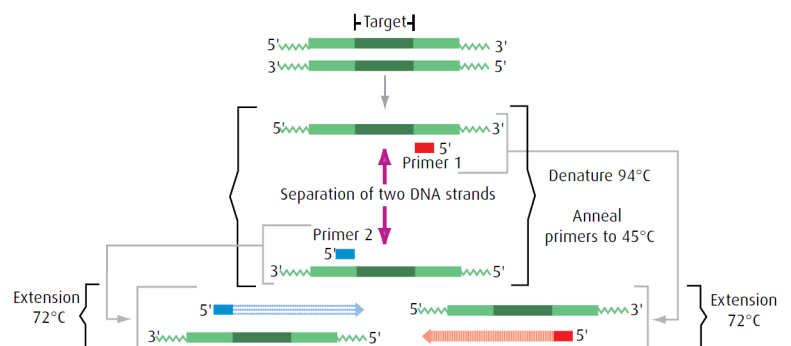 Target
5' 3'
3' 5'
5' 3'
5'
Primer 1
Denature 94°C
Separation of two DNA strands
Anneal
primers to 45°C
Primer 2
5'
3' 5'
Extension
72°C
5'
3' 5'
5' 3'
5'
Extension
72°C